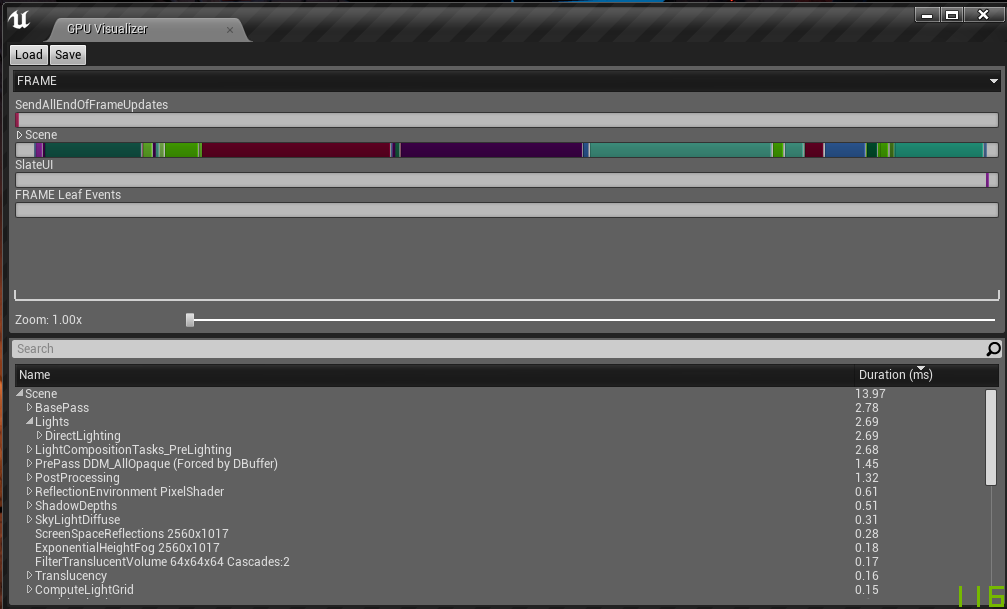 GPU Visualizer
Load Save
FRAME
SendAllEndOfFrameUpdates
Scene
SlateUI
FRAME Leaf Events
Zoom: 1.00x
Search
Name Duration (ms)
Scene 13.97
BasePass 2.78
Lights 2.69
DirectLighting 2.69
LightCompositionTasks_PreLighting 2.68
PrePass DDM_AllOpaque (Forced by DBuffer) 1.45
PostProcessing 1.32
ReflectionEnvironment PixelShader 0.61
ShadowDepths 0.51
SkyLightDiffuse 0.31
ScreenSpaceReflections 2560x1017 0.28
ExponentialHeightFog 2560x1017 0.18
FilterTranslucentVolume 64x64x64 Cascades:2 0.17
Translucency 0.16
ComputeLightGrid 0.15
116